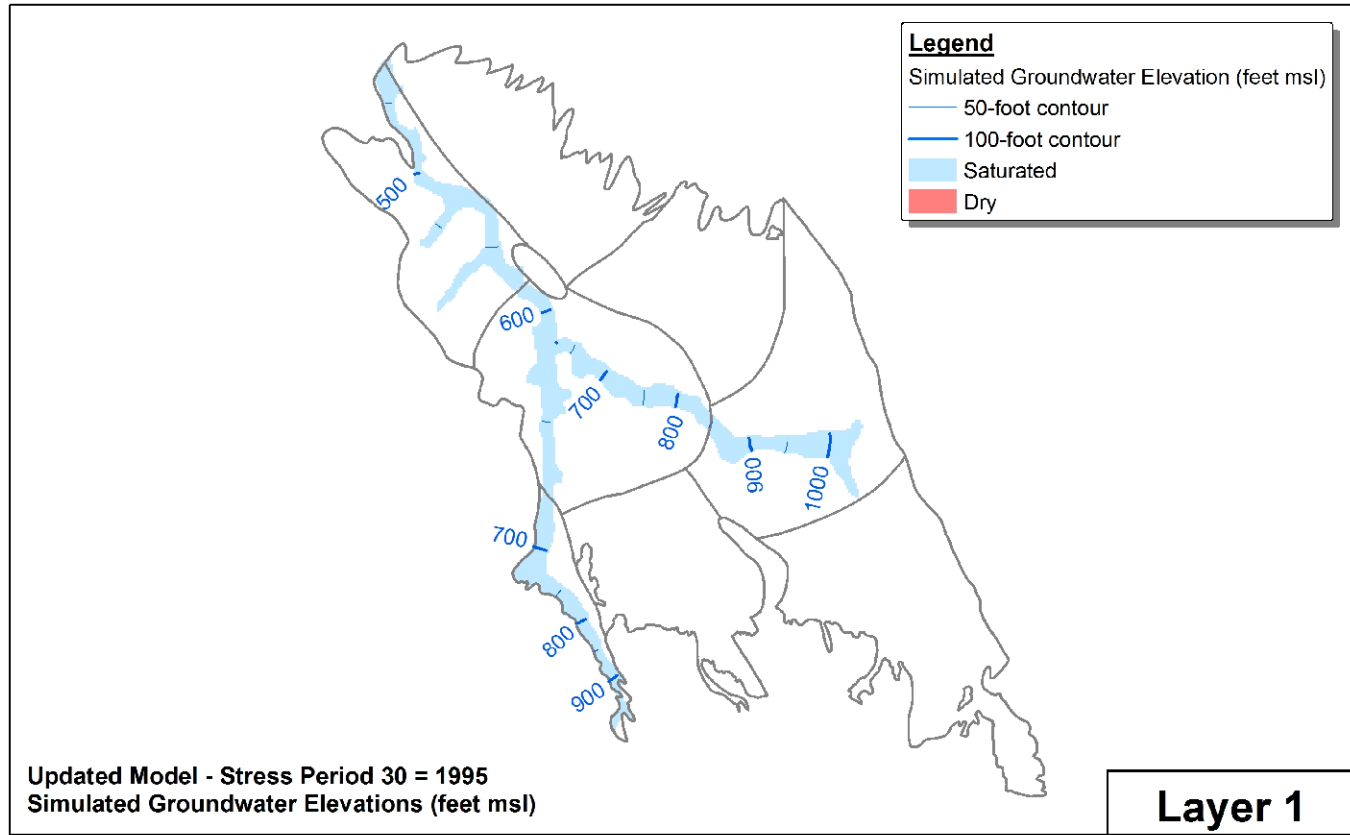 Legend
Simulated Groundwater Elevation (feet msl)
50-foot contour
100-foot contour
Saturated
Dry
500
600
700
800
900
1000
700
800
900
Updated Model - Stress Period 30 = 1995
Simulated Groundwater Elevations (feet msl)
Layer 1